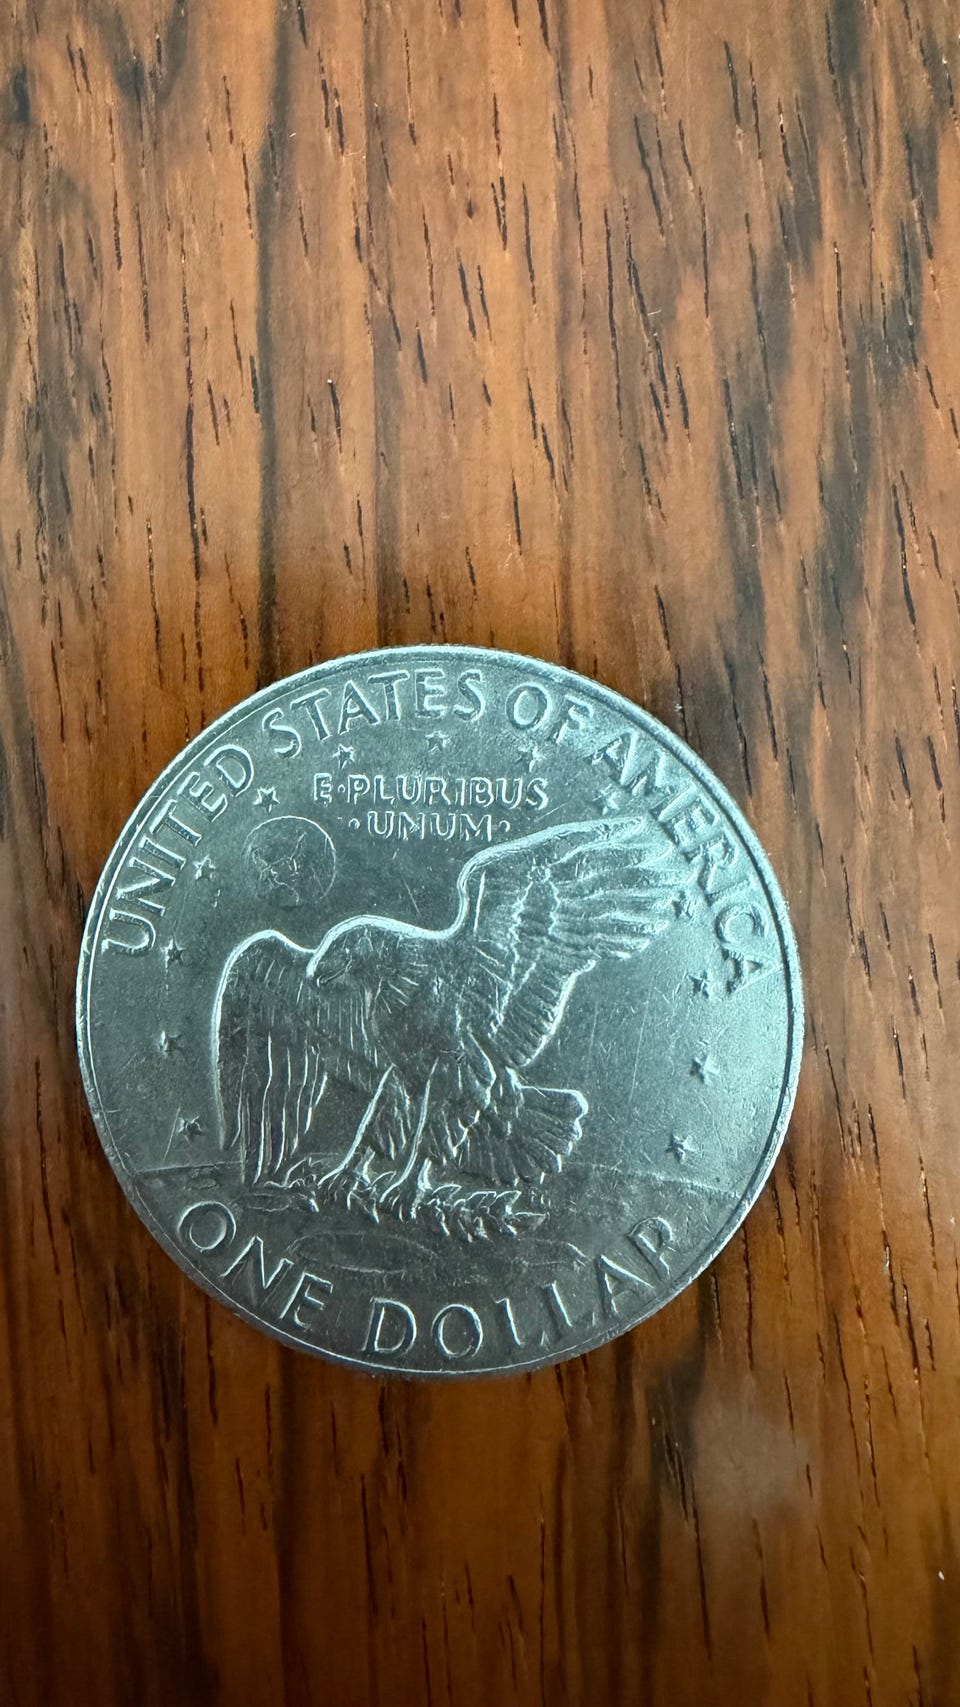 UNITED STATES OF AMERICA
E·PLURIBUS
·UNUM·
ONE DOLLAR